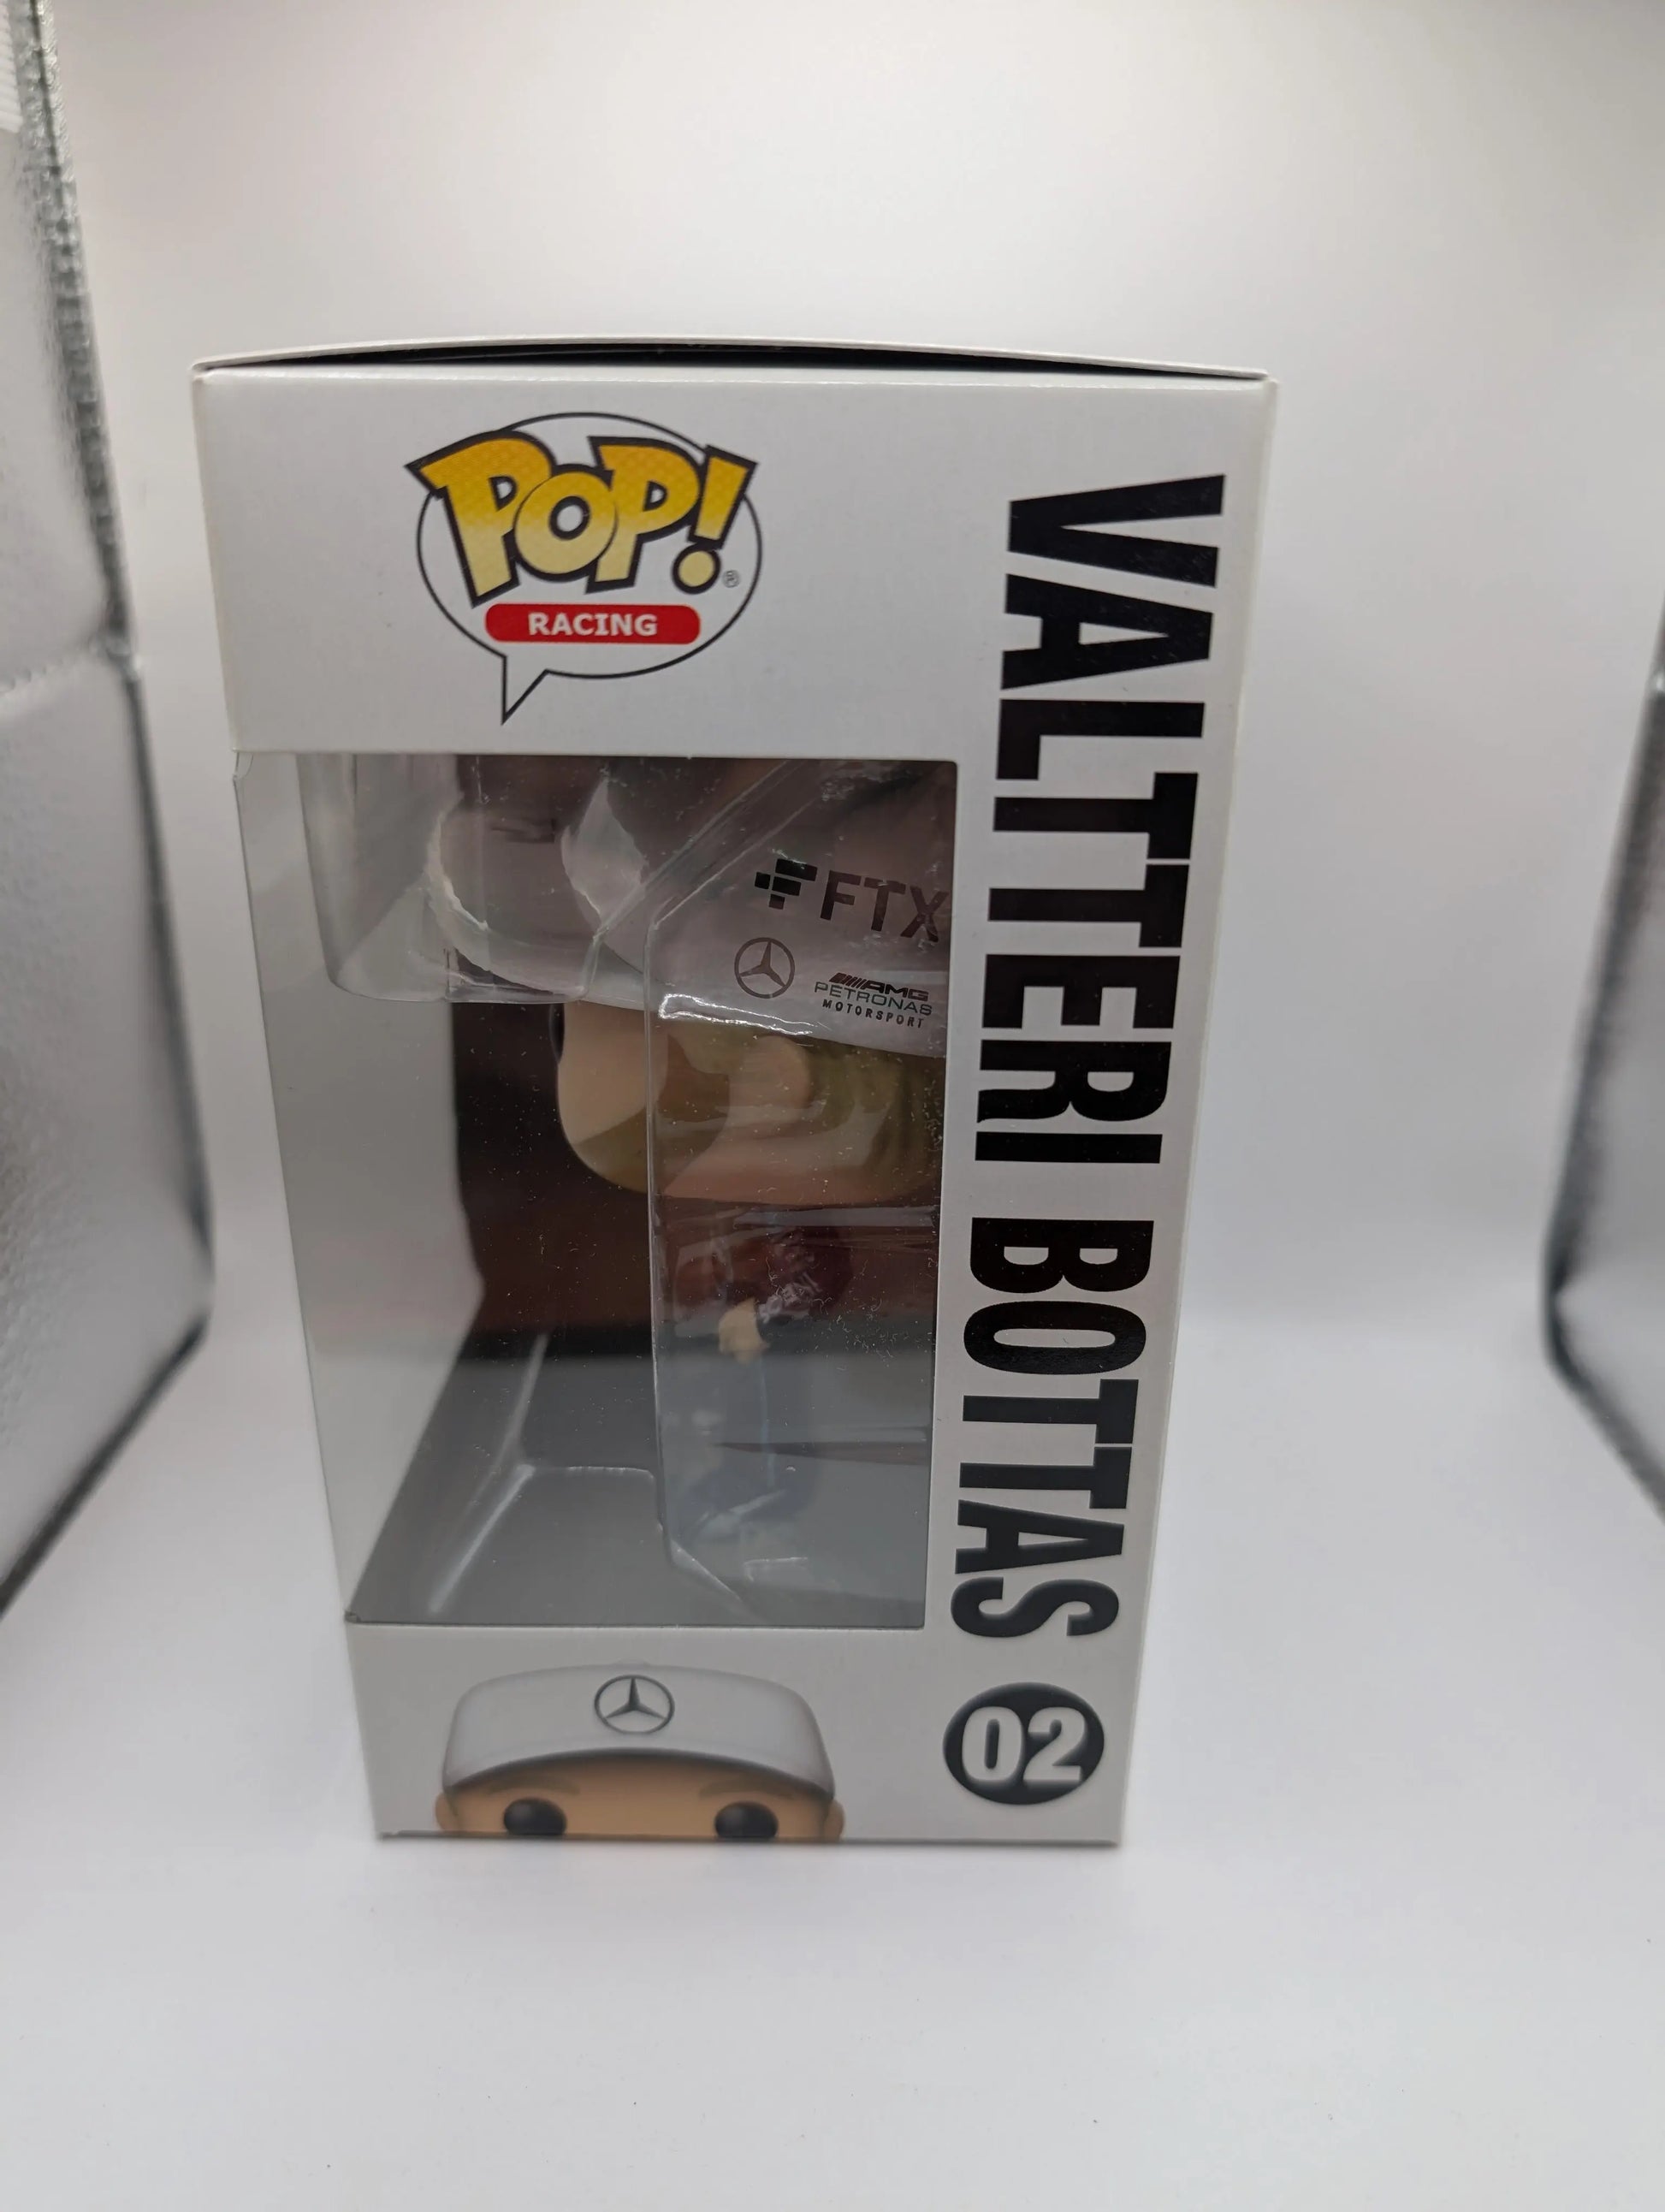 POP!®
RACING
VALTTERI BOTTAS
02
FTX
AMG
PETRONAS
MOTORSPORT